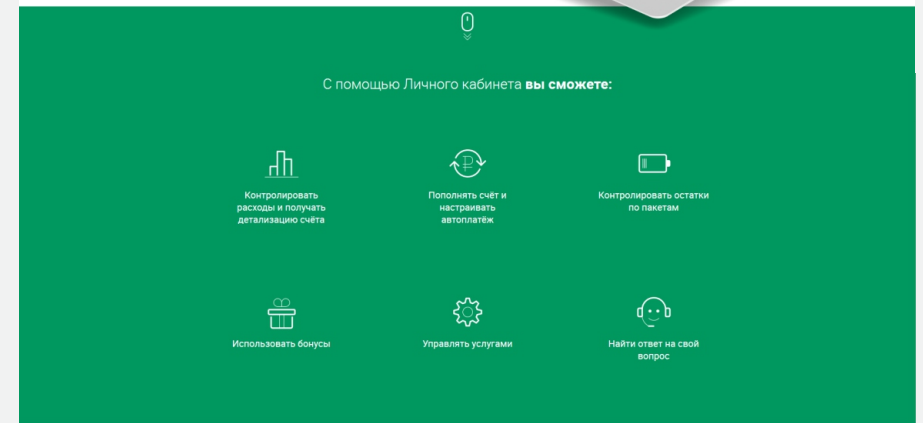 С помощью Личного кабинета вы сможете:
Контролировать
расходы и получать
детализацию счёта
Пополнять счёт и
настраивать
автоплатёж
Контролировать остатки
по пакетам
Использовать бонусы
Управлять услугами
Найти ответ на свой
вопрос